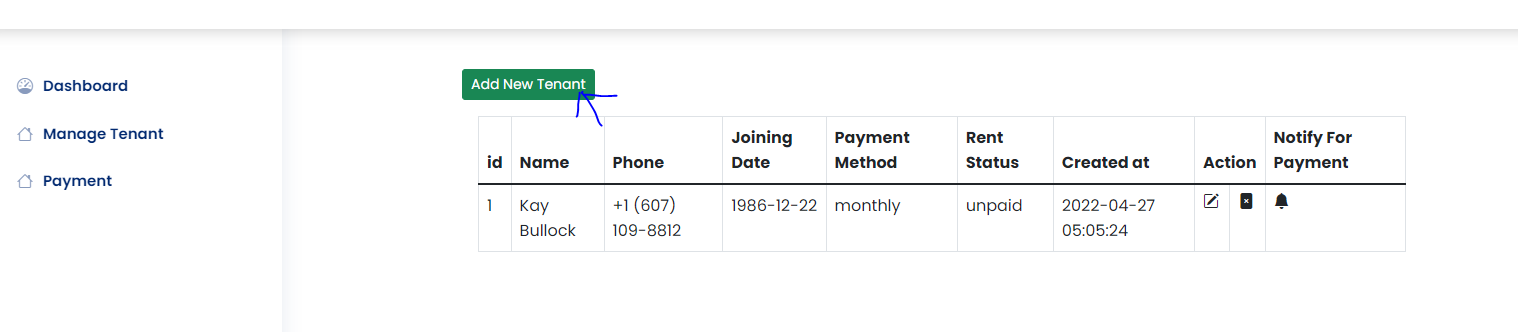 Dashboard
Manage Tenant
Payment
Add New Tenant
id Name Phone Joining Date Payment Method Rent Status Created at Action Notify For Payment
1 Kay Bullock +1 (607) 109-8812 1986-12-22 monthly unpaid 2022-04-27 05:05:24